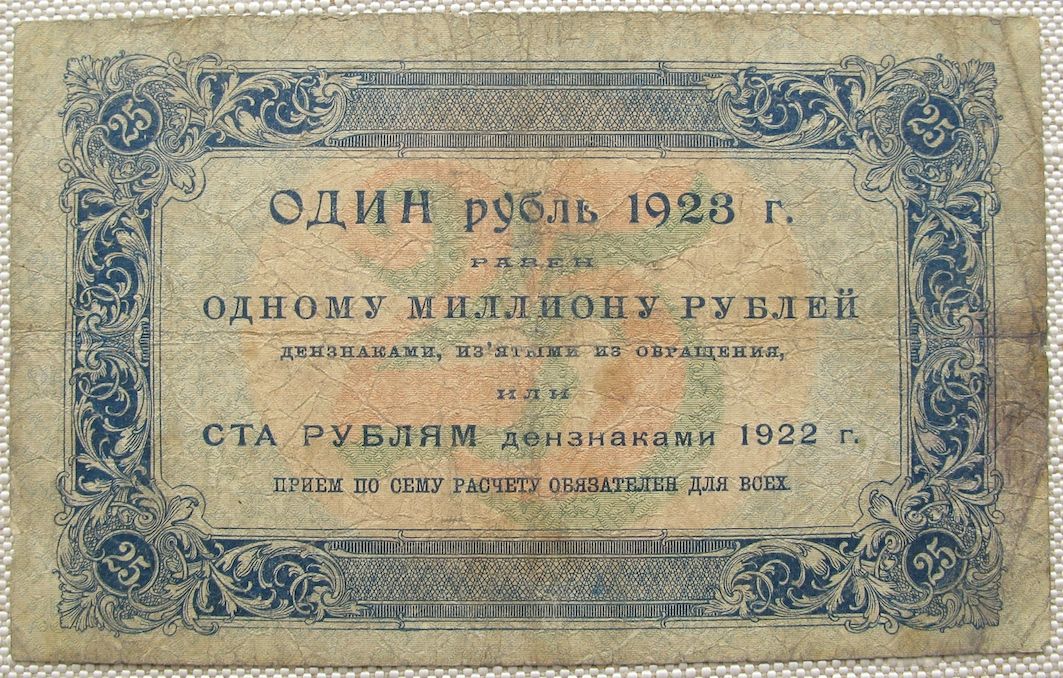 25 25
ОДИН рубль 1923 г.
РАВЕН
ОДНОМУ МИЛЛИОНУ РУБЛЕЙ
ДЕНЗНАКАМИ, ИЗ'ЯТЫМИ ИЗ ОБРАЩЕНИЯ,
ИЛИ
СТА РУБЛЯМ дензнаками 1922 г.
ПРИЕМ ПО СЕМУ РАСЧЕТУ ОБЯЗАТЕЛЕН ДЛЯ ВСЕХ.
25
25 25